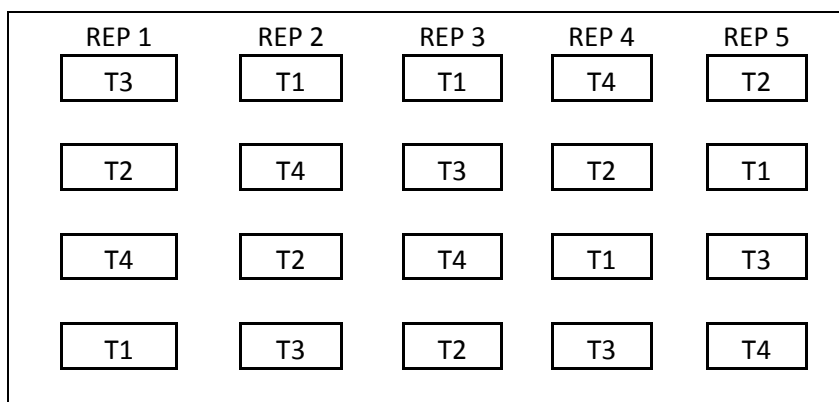 REP 1 REP 2 REP 3 REP 4 REP 5
T3 T1 T1 T4 T2
T2 T4 T3 T2 T1
T4 T2 T4 T1 T3
T1 T3 T2 T3 T4